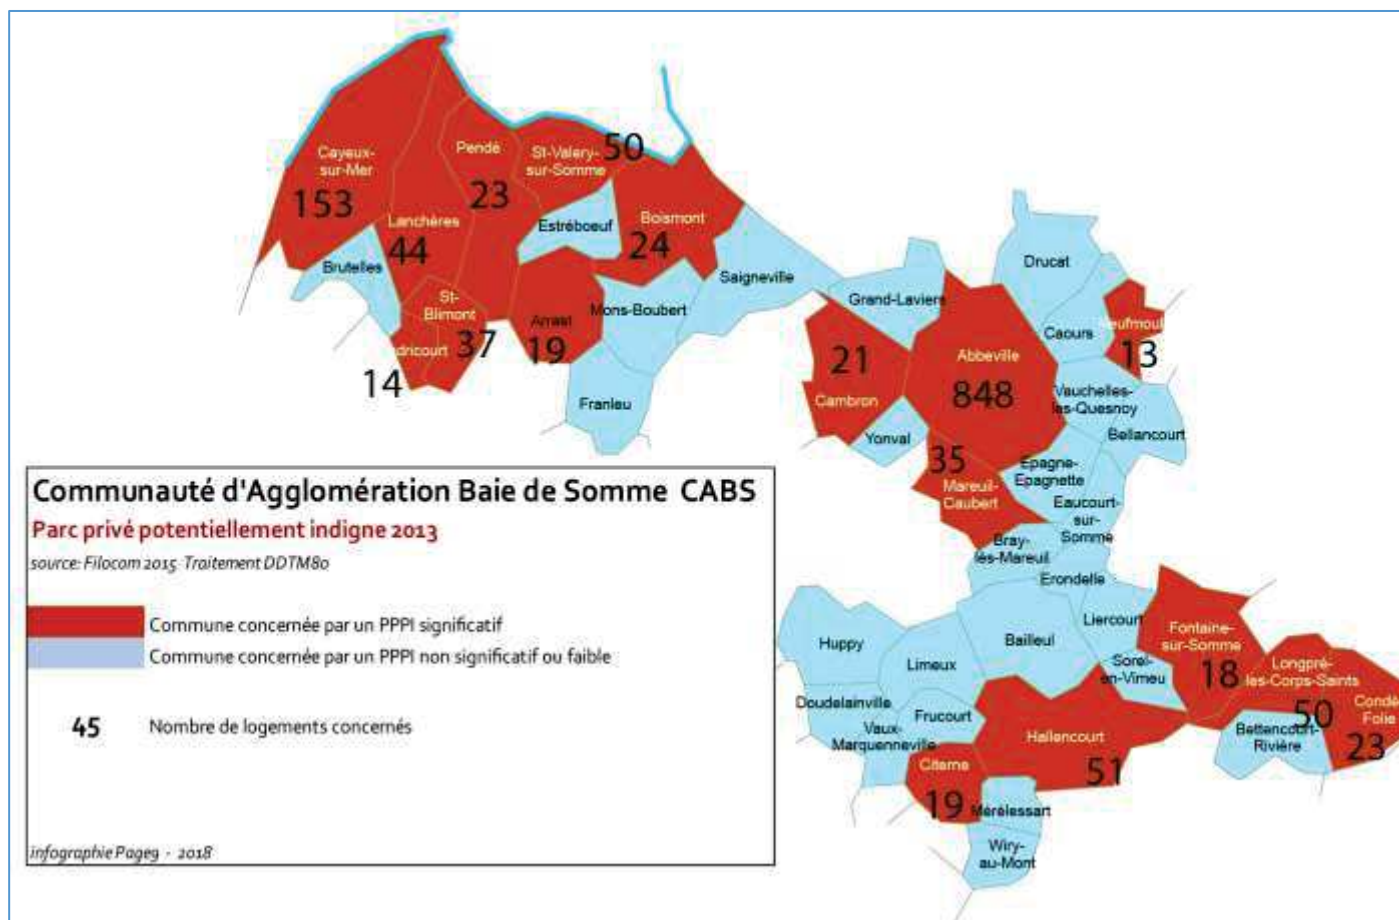 Cayeux-
sur-Mer
153
Pendé
23
St-Valery-
sur-Somme
50
Lanchères
44
Estrébœuf
Boismont
24
Brutelles
St-
Blimont
37
dricourt
14
Arrest
19
Mons-Boubert
Saigneville
Franleu
Grand-Laviers
Drucat
Caours
Neufmoulin
13
21
Cambron
Abbeville
848
Yonval
Vauchelles-
les-Quesnoy
Bellancourt
35
Mareuil-
Caubert
Epagne-
Epagnette
Eaucourt-
sur-
Somme
Bray-
lès-Mareuil
Erondelle
Liercourt
Fontaine-
sur-Somme
18
Longpré-
les-Corps-Saints
50
Condé-
Folie
23
Huppy
Limeux
Bailleul
Sorel-
en-Vimeu
Doudelainville
Vaux-
Marquenneville
Frucourt
Hallencourt
51
Bettencourt-
Rivière
Citerne
19
Mérélessart
Wiry-
au-Mont
Communauté d'Agglomération Baie de Somme CABS
Parc privé potentiellement indigne 2013
source: Filocom 2015 Traitement DDTM80
Commune concernée par un PPPI significatif
Commune concernée par un PPPI non significatif ou faible
45 Nombre de logements concernés
infographie Page9 - 2018